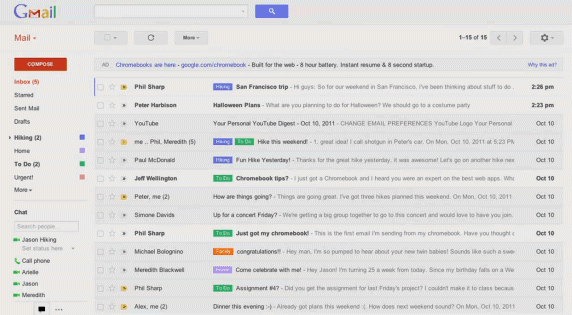 Gmail
Mail
More
1–15 of 15
COMPOSE
AD Chromebooks are here - google.com/chromebook - Built for the web - 8 hour battery. Instant resume & 8 second startup. Why this ad?
Inbox (5)
Starred
Sent Mail
Drafts
Hiking (2)
Home
To Do (2)
Urgent!
More
Chat
Search people...
Jason Hiking
Set status here
Call phone
Arielle
Jason
Meredith
Phil Sharp Hiking San Francisco trip - Hi guys: So for our weekend in San Francisco, I've been thinking about stuff to do . 2:26 pm
Peter Harbison Halloween Plans - What are you planning to do for Halloween? We should go to a costume party 2:23 pm
YouTube Your Personal YouTube Digest - Oct 10, 2011 - CHANGE EMAIL PREFERENCES YouTube Logo Your Personal Oct 10
me .. Phil, Meredith (5) Hiking To Do Hike this weekend! - 1. great idea! I call shotgun in Peter's car. On Mon, Oct 10, 2011 at 5:23 PM Oct 10
Paul McDonald Hiking Fun Hike Yesterday! - Thanks for the great hike yesterday, it was awesome! Let's go on another hike nex Oct 10
Jeff Wellington To Do Chromebook tips? - I just got a Chromebook and I heard you were an expert on the best web apps. Oct 10
Peter, me (2) How are things going? - Things are going great. I've got three hikes planned this weekend. On Mon, Oct 10, 2011 Oct 10
Simone Davids Up for a concert Friday? - We're getting a big group together to go to this concert and would love to have you join. Oct 10
Phil Sharp To Do Just got my chromebook! - This is the first email I'm sending from my chromebook. Have you thought Oct 10
Michael Bolognino Family congratulations!! - Hey man, I'm so pumped to hear about your new twin babies! Sounds like such a Oct 10
Meredith Blackwell Home Come celebrate with me! - Hey Jason! I'm turning 25 a week from today. Since my birthday falls on a We Oct 10
Phil Sharp To Do Assignment #4? - Did you get the assignment for last Friday's project? I couldn't make it to class becaus Oct 10
Alex, me (2) Dinner this evening :-) - Already got plans this weekend :(. How does next weekend sound? On Mon, Oct 10, 2011 Oct 10